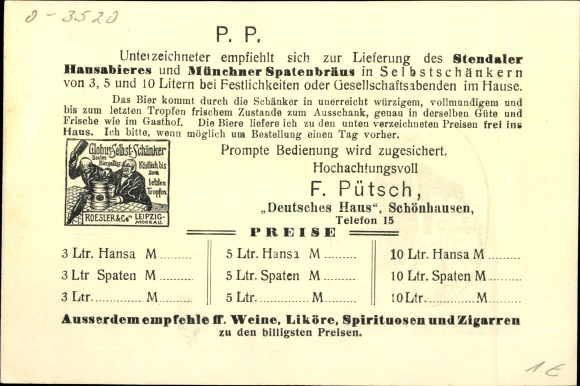 0-3520
P. P.
Unterzeichneter empfiehlt sich zur Lieferung des Stendaler
Hansabieres und Münchner Spatenbräus in Selbstschänkern
von 3, 5 und 10 Litern bei Festlichkeiten oder Gesellschaftsabenden im Hause.
Das Bier kommt durch die Schänker in unerreicht würzigem, vollmundigem und
bis zum letzten Tropfen frischem Zustande zum Ausschank, genau in derselben Güte und
Frische wie im Gasthof. Die Biere liefere ich zu den unten verzeichneten Preisen frei ins
Haus. Ich bitte, wenn möglich um Bestellung einen Tag vorher.
Globus-Selbst-Schänker
Köstlich bis
zum
letzten
Tropfen.
ROESLER & Co LEIPZIG-
MOCKAU.
Prompte Bedienung wird zugesichert.
Hochachtungsvoll
F. Pütsch,
„Deutsches Haus", Schönhausen,
Telefon 15
PREISE
3 Ltr. Hansa M........ 5 Ltr. Hansa M........ 10 Ltr. Hansa M........
3 Ltr Spaten M........ 5 Ltr. Spaten M........ 10 Ltr. Spaten M........
3 Ltr............ M........ 5 Ltr............ M........ 10 Ltr............ M........
Ausserdem empfehle ff. Weine, Liköre, Spirituosen und Zigarren
zu den billigsten Preisen.
1€